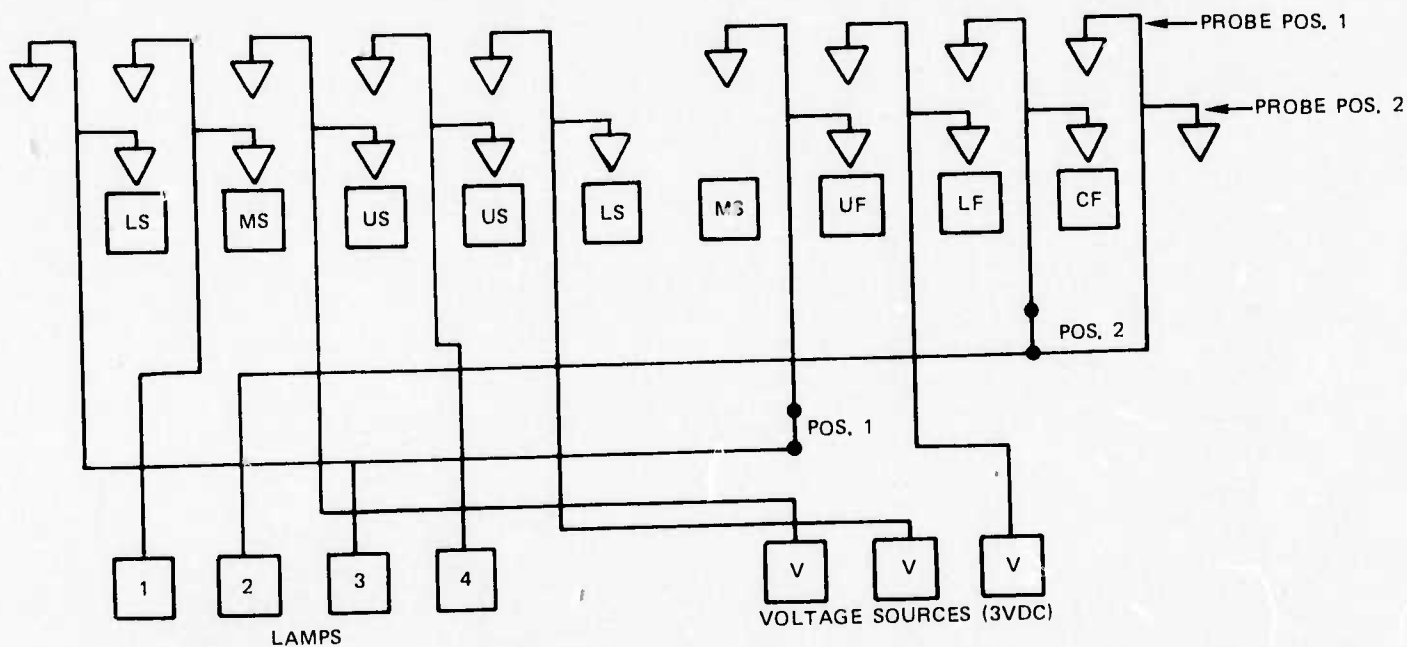 PROBE POS. 1
PROBE POS. 2
LS MS US US LS MS UF LF CF
POS. 2
POS. 1
1 2 3 4 V V V
LAMPS
VOLTAGE SOURCES (3VDC)